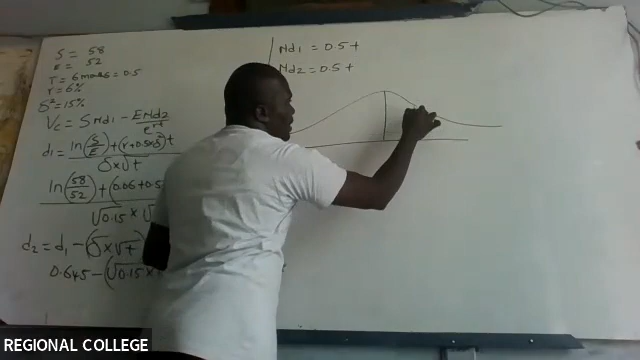 S = 58
E = 52
T = 6 months = 0.5
r = 6%
δ² = 15%
Vc = S Nd1 - ENd2 / e^rt
d1 = ln(S/E) + (r + 0.5δ²)t / δ√t
ln(58/52) + (0.06 + 0.5 / √0.15 × √
d2 = d1 - (δ×√t)
0.645 - (√0.15 ×
Nd1 = 0.5 +
Nd2 = 0.5 +
REGIONAL COLLEGE